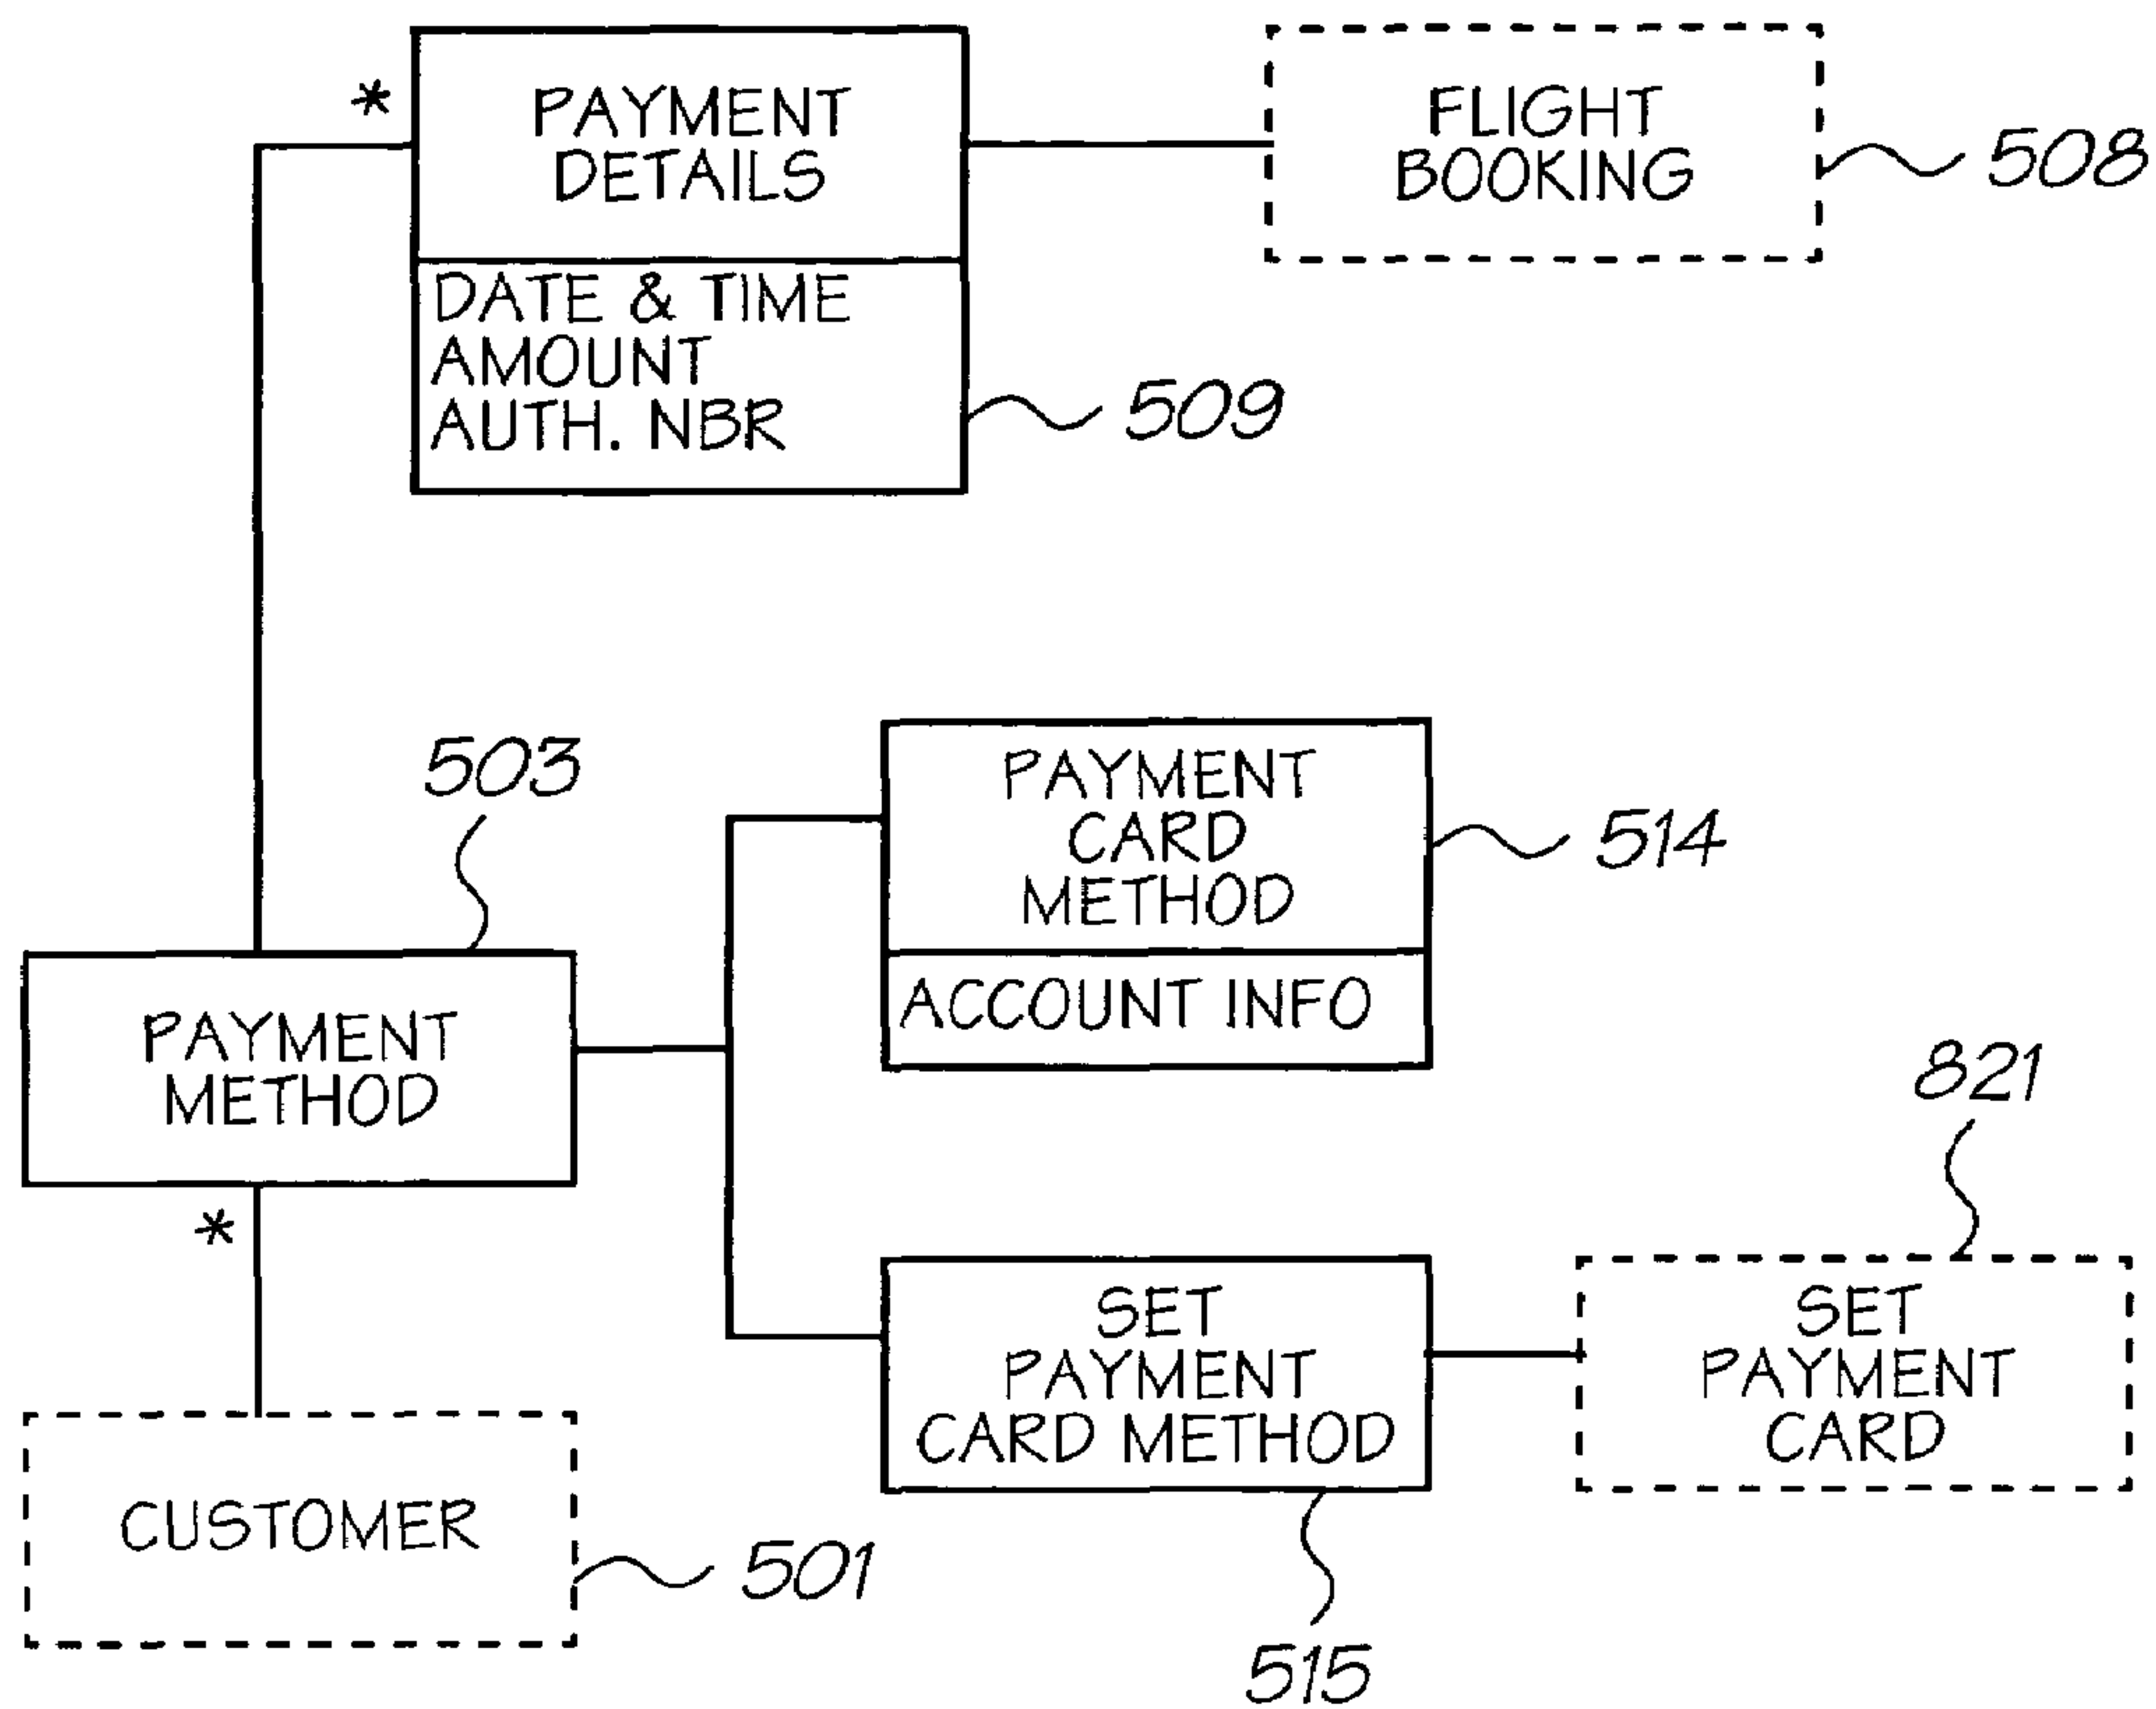 *
PAYMENT
DETAILS
FLIGHT
BOOKING
508
DATE & TIME
AMOUNT
AUTH. NBR
509
503
PAYMENT
CARD
METHOD
514
ACCOUNT INFO
PAYMENT
METHOD
821
*
SET
PAYMENT
CARD METHOD
SET
PAYMENT
CARD
CUSTOMER
501
515